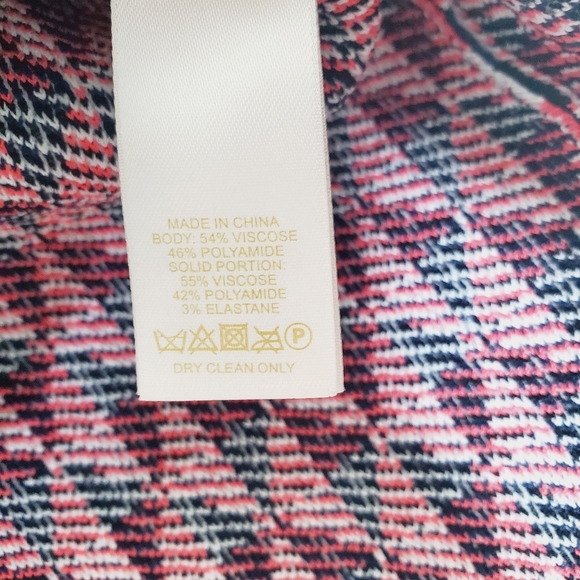 MADE IN CHINA
BODY: 54% VISCOSE
46% POLYAMIDE
SOLID PORTION:
55% VISCOSE
42% POLYAMIDE
3% ELASTANE
P
DRY CLEAN ONLY